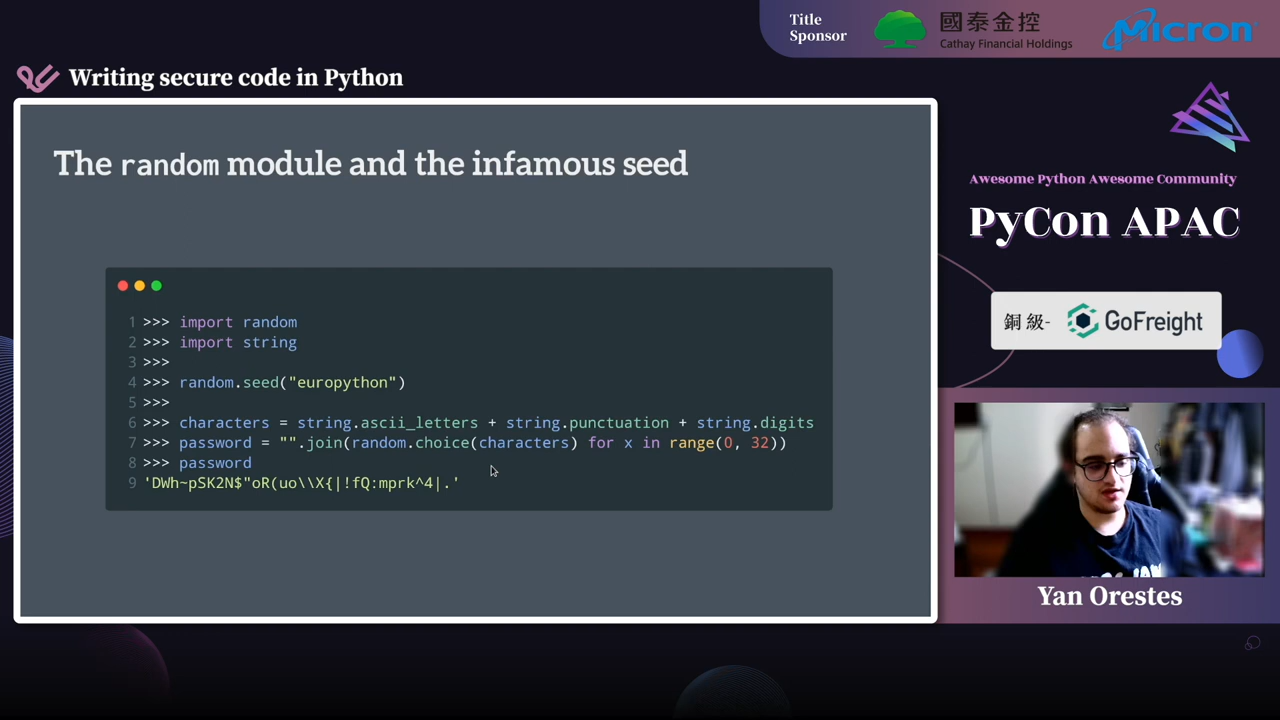 Title
Sponsor
國泰金控
Cathay Financial Holdings
Micron
Writing secure code in Python
The random module and the infamous seed
1 >>> import random
2 >>> import string
3 >>>
4 >>> random.seed("europython")
5 >>>
6 >>> characters = string.ascii_letters + string.punctuation + string.digits
7 >>> password = "".join(random.choice(characters) for x in range(0, 32))
8 >>> password
9 'DWh~pSK2N$"oR(uo\\X{|!fQ:mprk^4|.'
Awesome Python Awesome Community
PyCon APAC
銅級- GoFreight
Yan Orestes